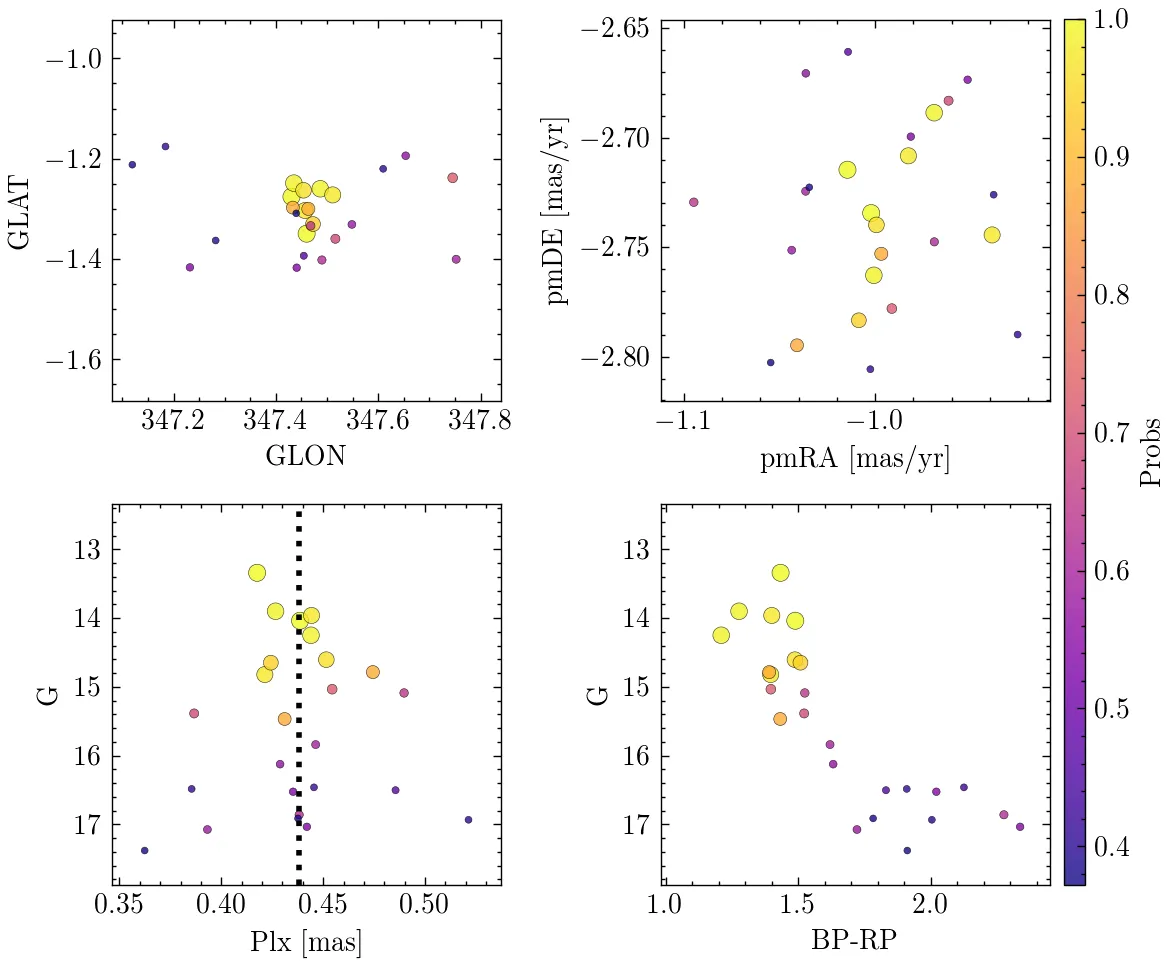 −1.0
−1.2
−1.4
−1.6
GLAT
347.2 347.4 347.6 347.8
GLON
−2.65
−2.70
−2.75
−2.80
pmDE [mas/yr]
−1.1 −1.0
pmRA [mas/yr]
13
14
15
16
17
G
0.35 0.40 0.45 0.50
Plx [mas]
13
14
15
16
17
G
1.0 1.5 2.0
BP-RP
1.0
0.9
0.8
0.7
0.6
0.5
0.4
Probs